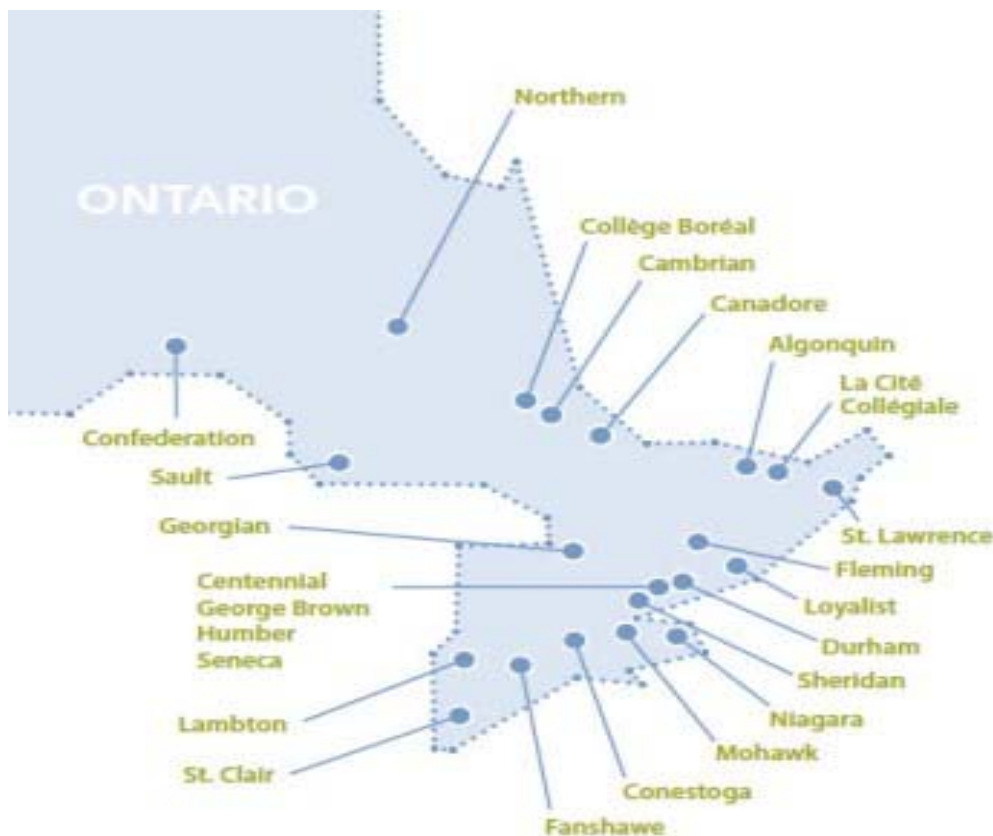 Northern
ONTARIO
Collège Boréal
Cambrian
Canadore
Algonquin
La Cité
Collégiale
Confederation
Sault
Georgian
St. Lawrence
Fleming
Centennial
George Brown
Humber
Seneca
Loyalist
Durham
Sheridan
Lambton
Niagara
Mohawk
St. Clair
Conestoga
Fanshawe